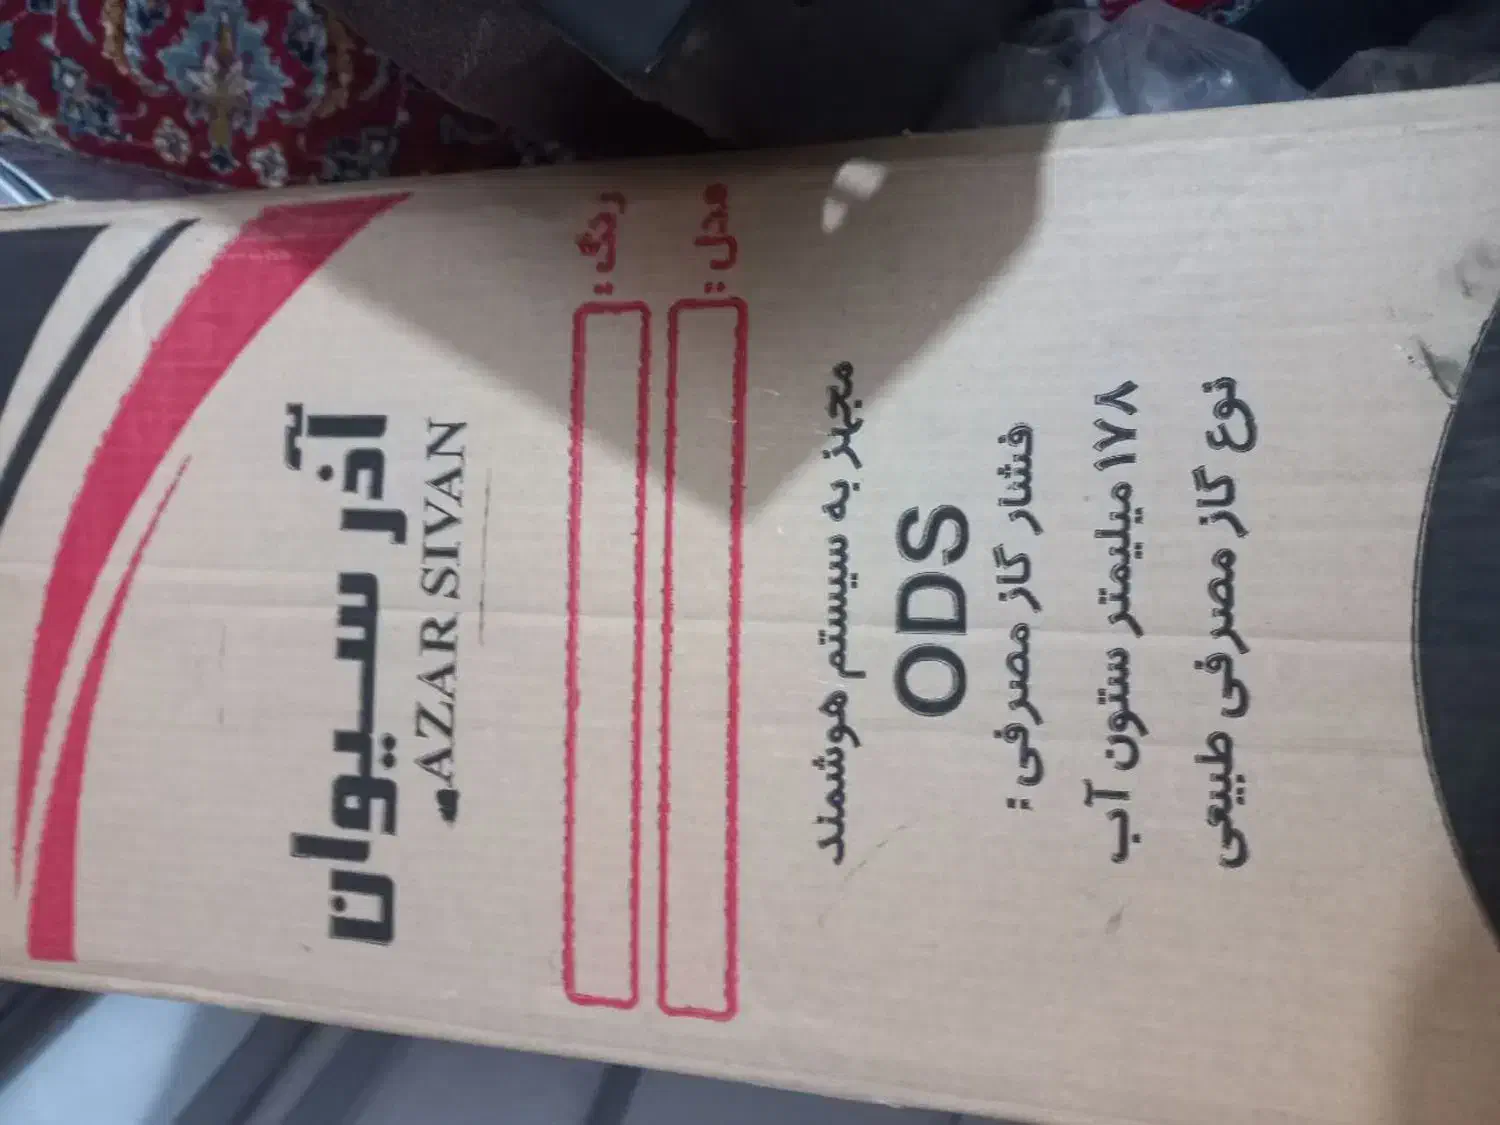 آذر سیوان
AZAR SIVAN
رنگ :
مدل :
مجهز به سیستم هوشمند
ODS
فشار گاز مصرفی :
۱۷۸ میلیمتر ستون آب
نوع گاز مصرفی طبیعی